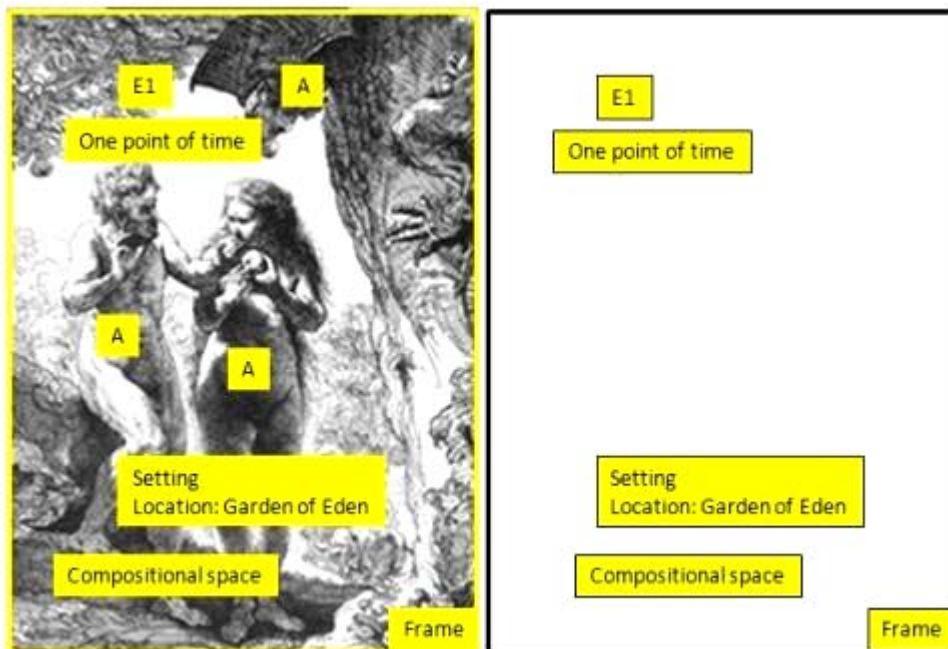 E1
A
One point of time
A
A
Setting
Location: Garden of Eden
Compositional space
Frame
E1
One point of time
Setting
Location: Garden of Eden
Compositional space
Frame